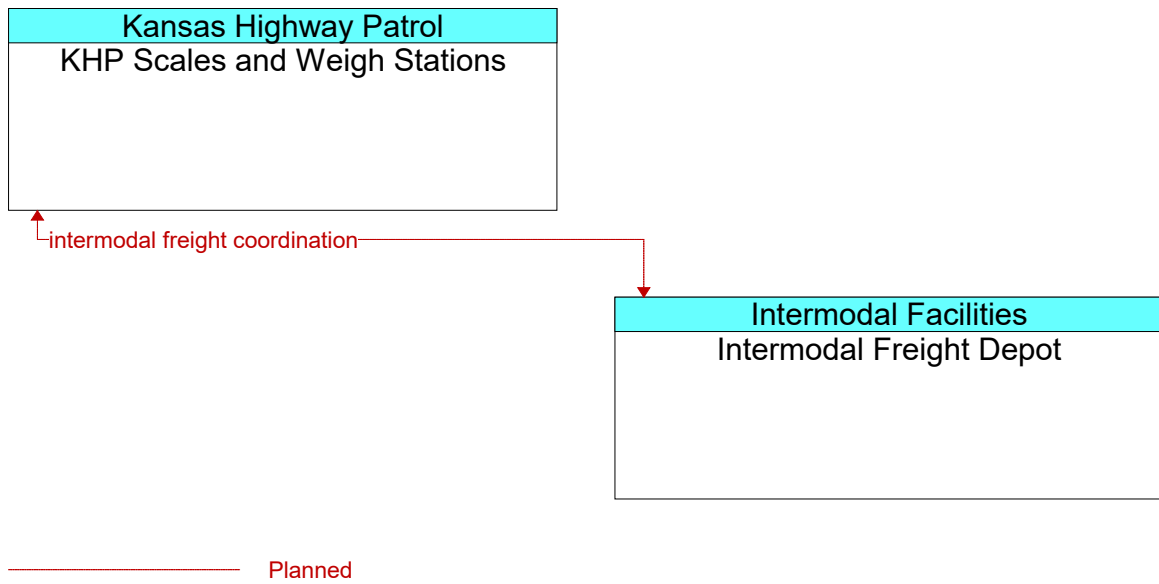 Kansas Highway Patrol
KHP Scales and Weigh Stations
intermodal freight coordination
Intermodal Facilities
Intermodal Freight Depot
Planned